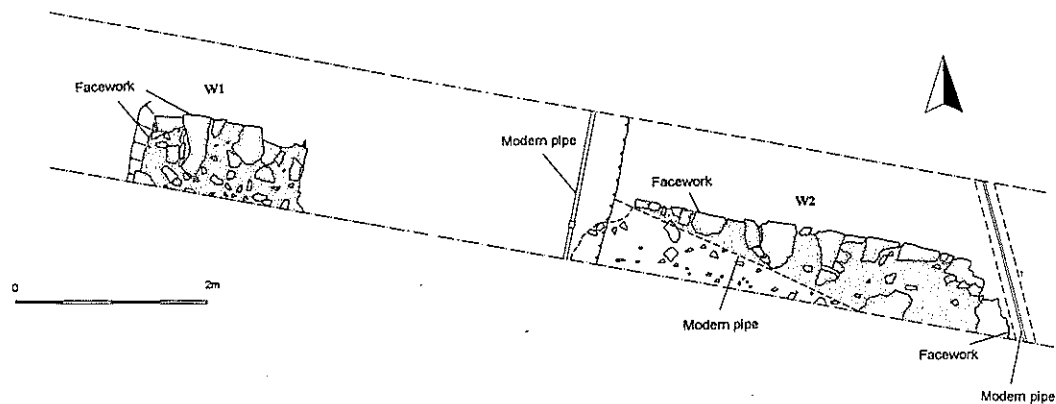 Facework
W1
Modern pipe
Facework
W2
0
2m
Modern pipe
Facework
Modern pipe